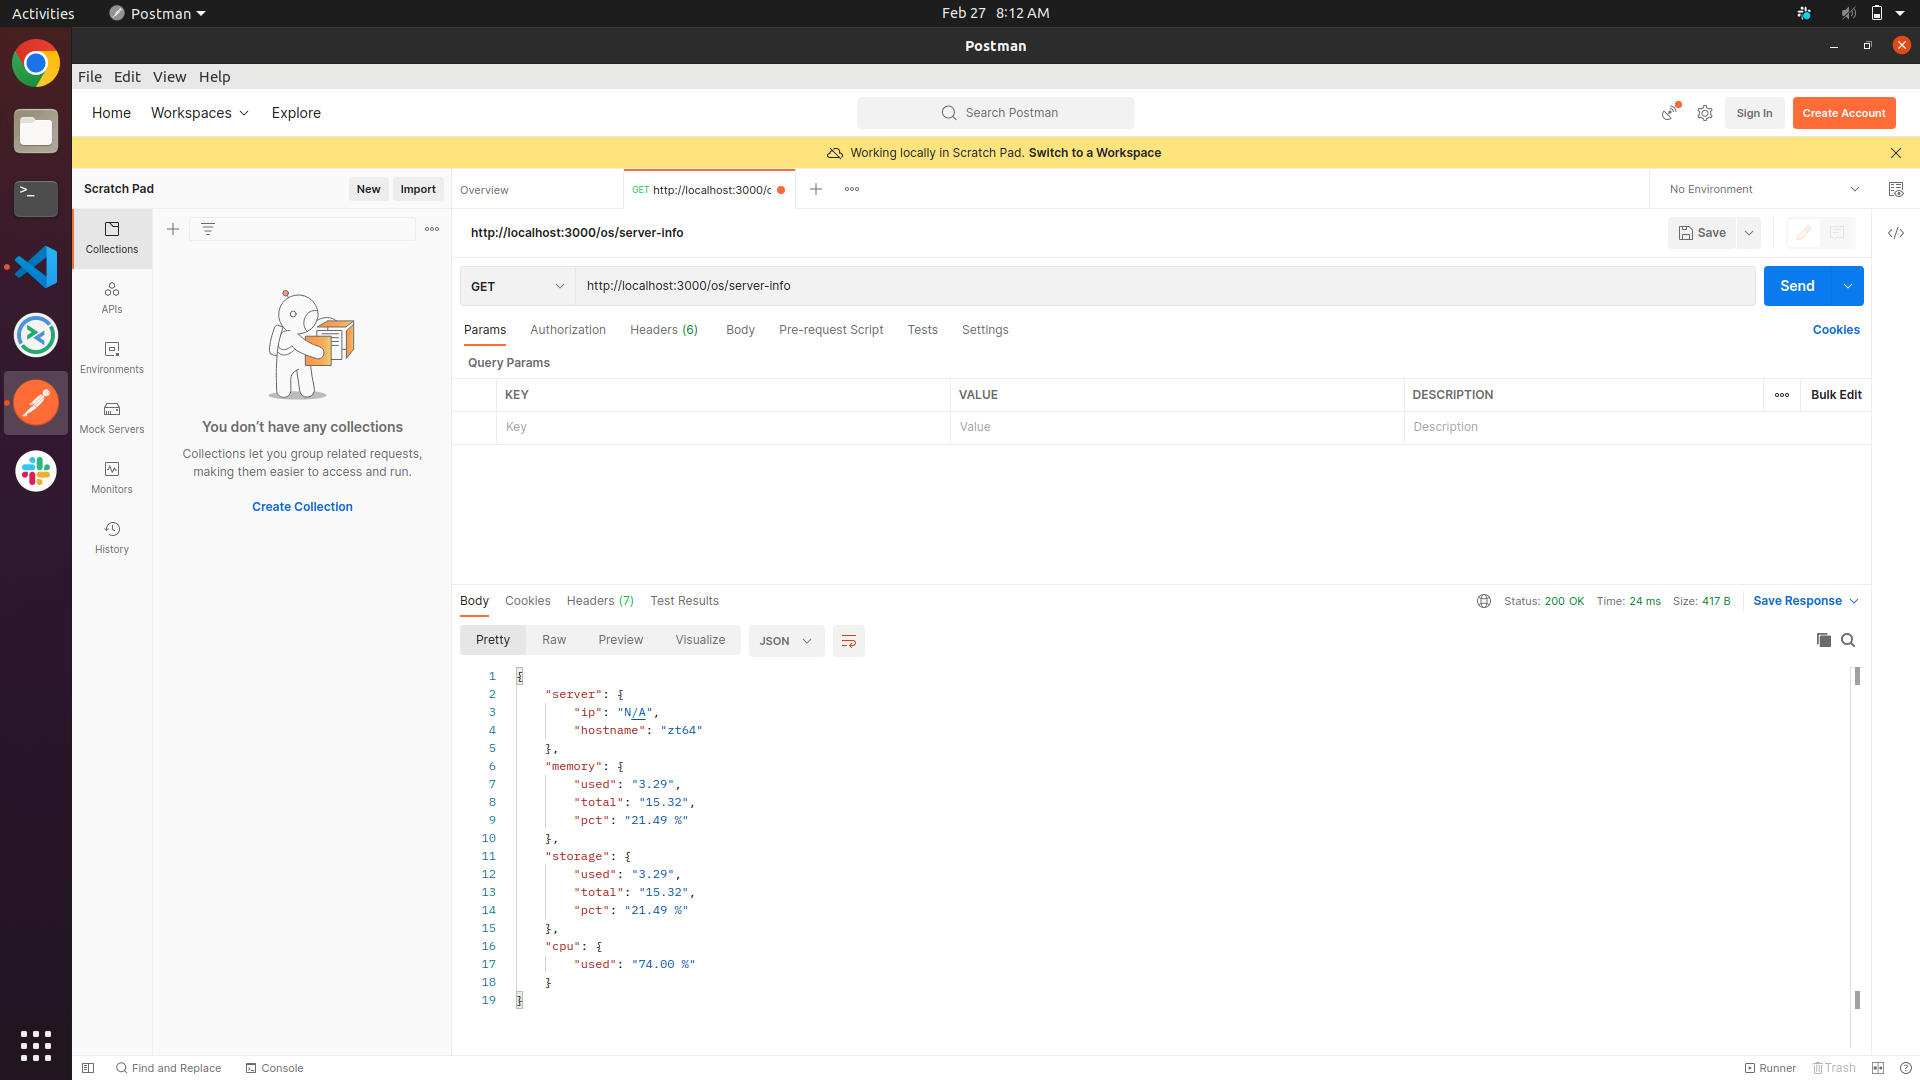 Activities Postman Feb 27 8:12 AM
Postman
File Edit View Help
Home Workspaces Explore Search Postman Sign In Create Account
Working locally in Scratch Pad. Switch to a Workspace
Scratch Pad New Import Overview GET http://localhost:3000/c No Environment
http://localhost:3000/os/server-info Save
GET http://localhost:3000/os/server-info Send
Params Authorization Headers (6) Body Pre-request Script Tests Settings Cookies
Query Params
KEY VALUE DESCRIPTION Bulk Edit
Key Value Description
Collections
APIs
Environments
Mock Servers
Monitors
History
You don’t have any collections
Collections let you group related requests,
making them easier to access and run.
Create Collection
Body Cookies Headers (7) Test Results Status: 200 OK Time: 24 ms Size: 417 B Save Response
Pretty Raw Preview Visualize JSON
1 {
2 "server": {
3 "ip": "N/A",
4 "hostname": "zt64"
5 },
6 "memory": {
7 "used": "3.29",
8 "total": "15.32",
9 "pct": "21.49 %"
10 },
11 "storage": {
12 "used": "3.29",
13 "total": "15.32",
14 "pct": "21.49 %"
15 },
16 "cpu": {
17 "used": "74.00 %"
18 }
19 }
Find and Replace Console Runner Trash